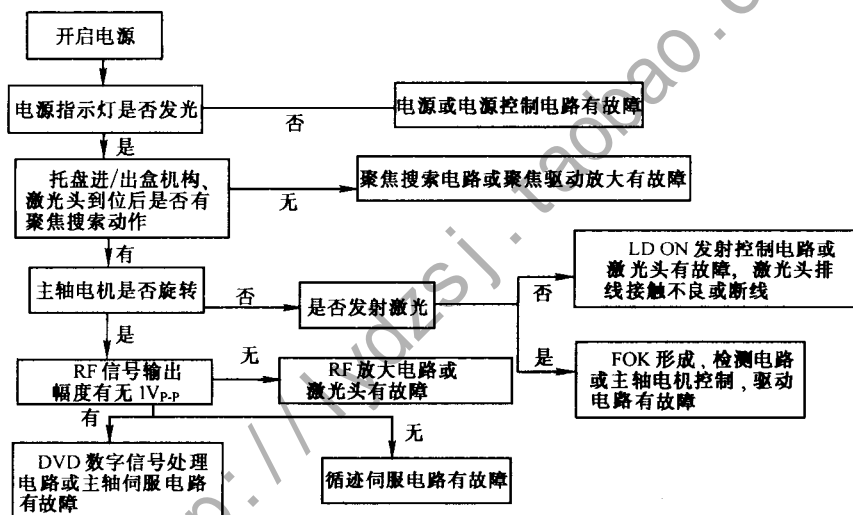 开启电源
电源指示灯是否发光
否
电源或电源控制电路有故障
是
托盘进/出盒机构、
激光头到位后是否有
聚焦搜索动作
无
聚焦搜索电路或聚焦驱动放大有故障
有
主轴电机是否旋转
否
是否发射激光
否
LD ON 发射控制电路或
激光头有故障, 激光头排
线接触不良或断线
是
FOK 形成、检测电路
或主轴电机控制、驱动
电路有故障
是
RF 信号输出
幅度有无 1VP-P
无
RF 放大电路或
激光头有故障
有
DVD 数字信号处理
电路或主轴伺服电路
有故障
无
循迹伺服电路有故障
http://lydzsj.taobao.c